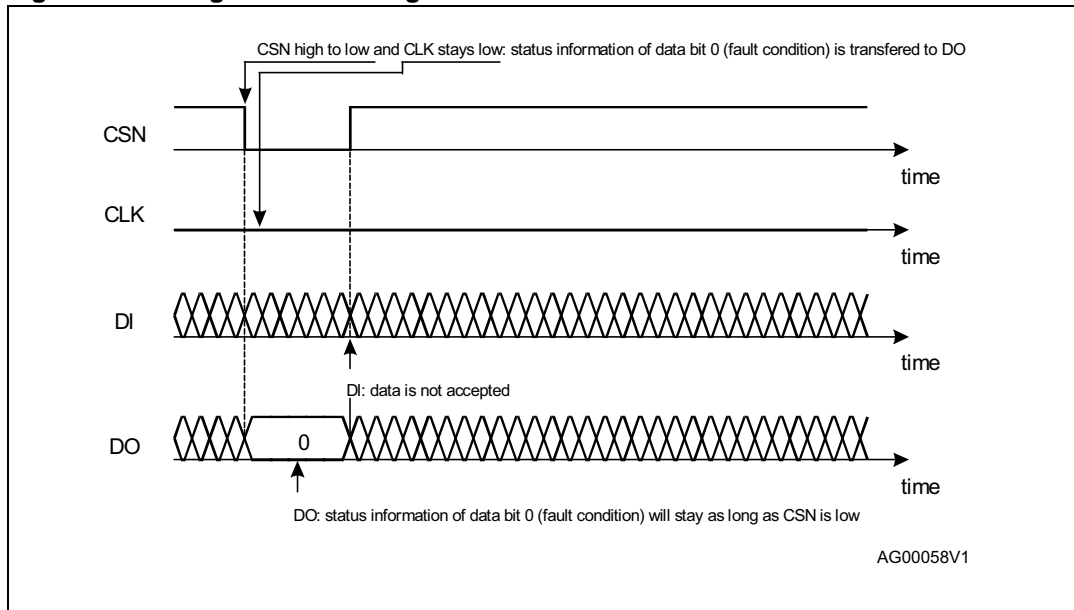 CSN high to low and CLK stays low: status information of data bit 0 (fault condition) is transfered to DO
CSN
time
CLK
time
DI
time
DI: data is not accepted
DO
0
time
DO: status information of data bit 0 (fault condition) will stay as long as CSN is low
AG00058V1